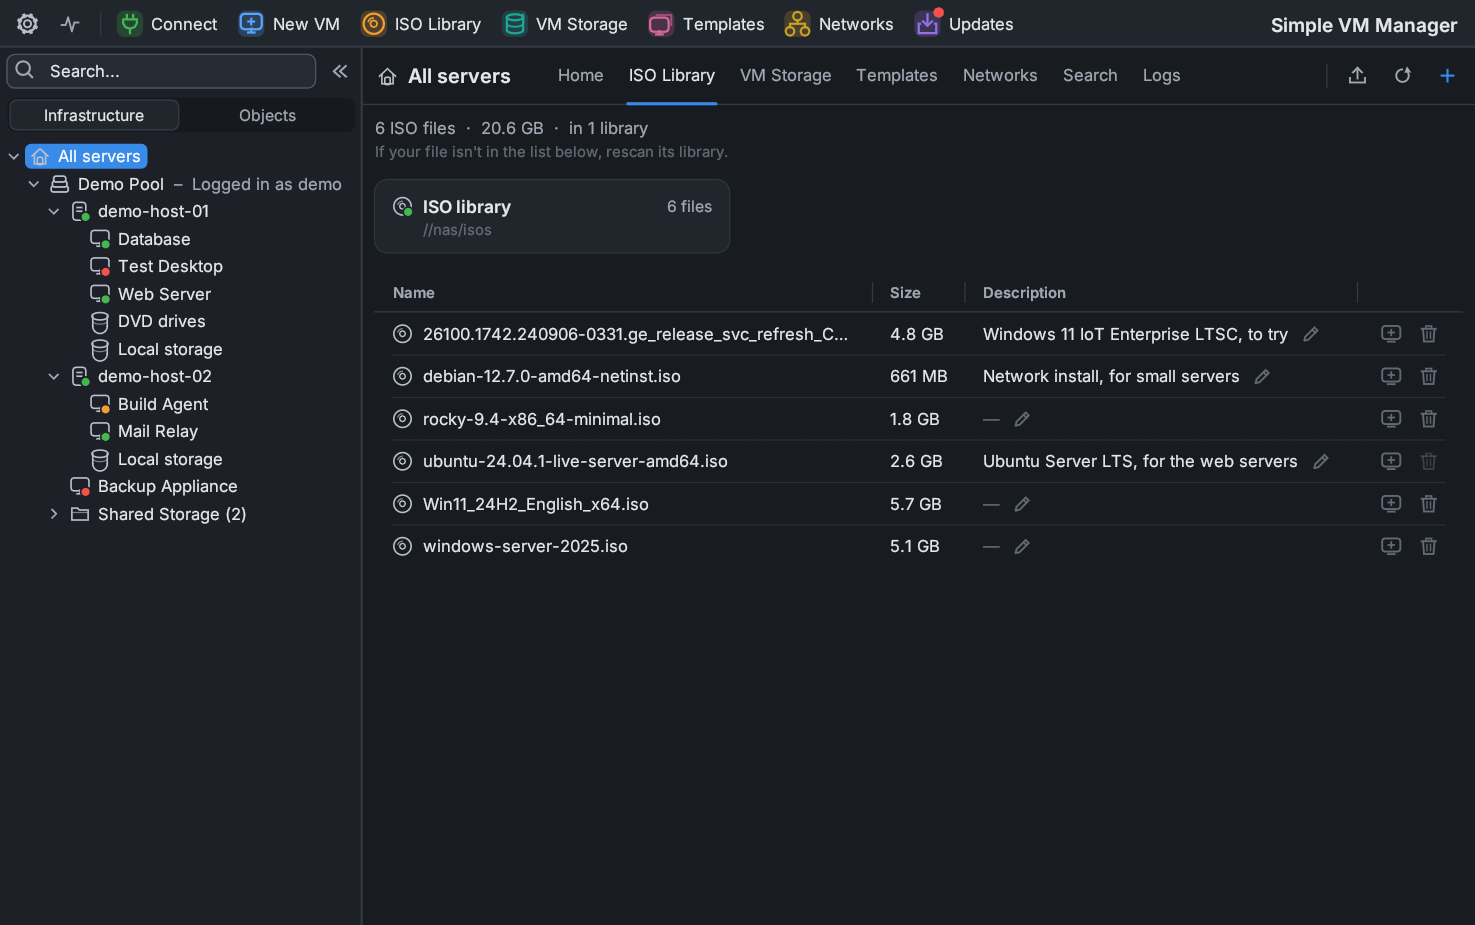 Connect
New VM
ISO Library
VM Storage
Templates
Networks
Updates
Simple VM Manager
Search...
Infrastructure
Objects
All servers
Demo Pool – Logged in as demo
demo-host-01
Database
Test Desktop
Web Server
DVD drives
Local storage
demo-host-02
Build Agent
Mail Relay
Local storage
Backup Appliance
Shared Storage (2)
All servers
Home
ISO Library
VM Storage
Templates
Networks
Search
Logs
6 ISO files · 20.6 GB · in 1 library
If your file isn't in the list below, rescan its library.
ISO library 6 files
//nas/isos
Name Size Description
26100.1742.240906-0331.ge_release_svc_refresh_C... 4.8 GB Windows 11 IoT Enterprise LTSC, to try
debian-12.7.0-amd64-netinst.iso 661 MB Network install, for small servers
rocky-9.4-x86_64-minimal.iso 1.8 GB —
ubuntu-24.04.1-live-server-amd64.iso 2.6 GB Ubuntu Server LTS, for the web servers
Win11_24H2_English_x64.iso 5.7 GB —
windows-server-2025.iso 5.1 GB —